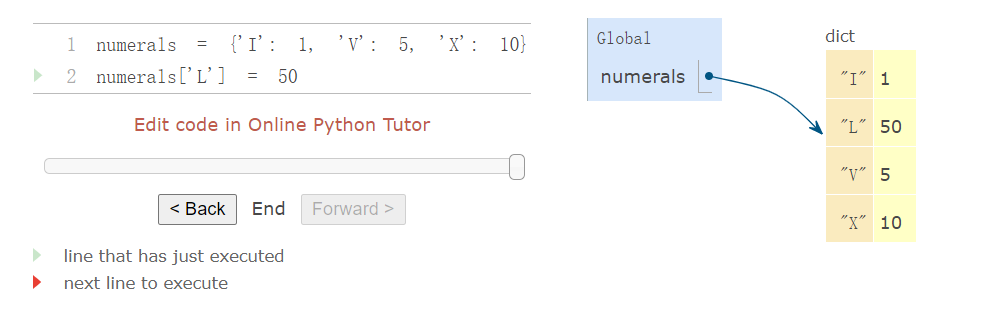 1 numerals = {'I': 1, 'V': 5, 'X': 10}
2 numerals['L'] = 50
Edit code in Online Python Tutor
< Back End Forward >
line that has just executed
next line to execute
Global
numerals
dict
"I" 1
"L" 50
"V" 5
"X" 10